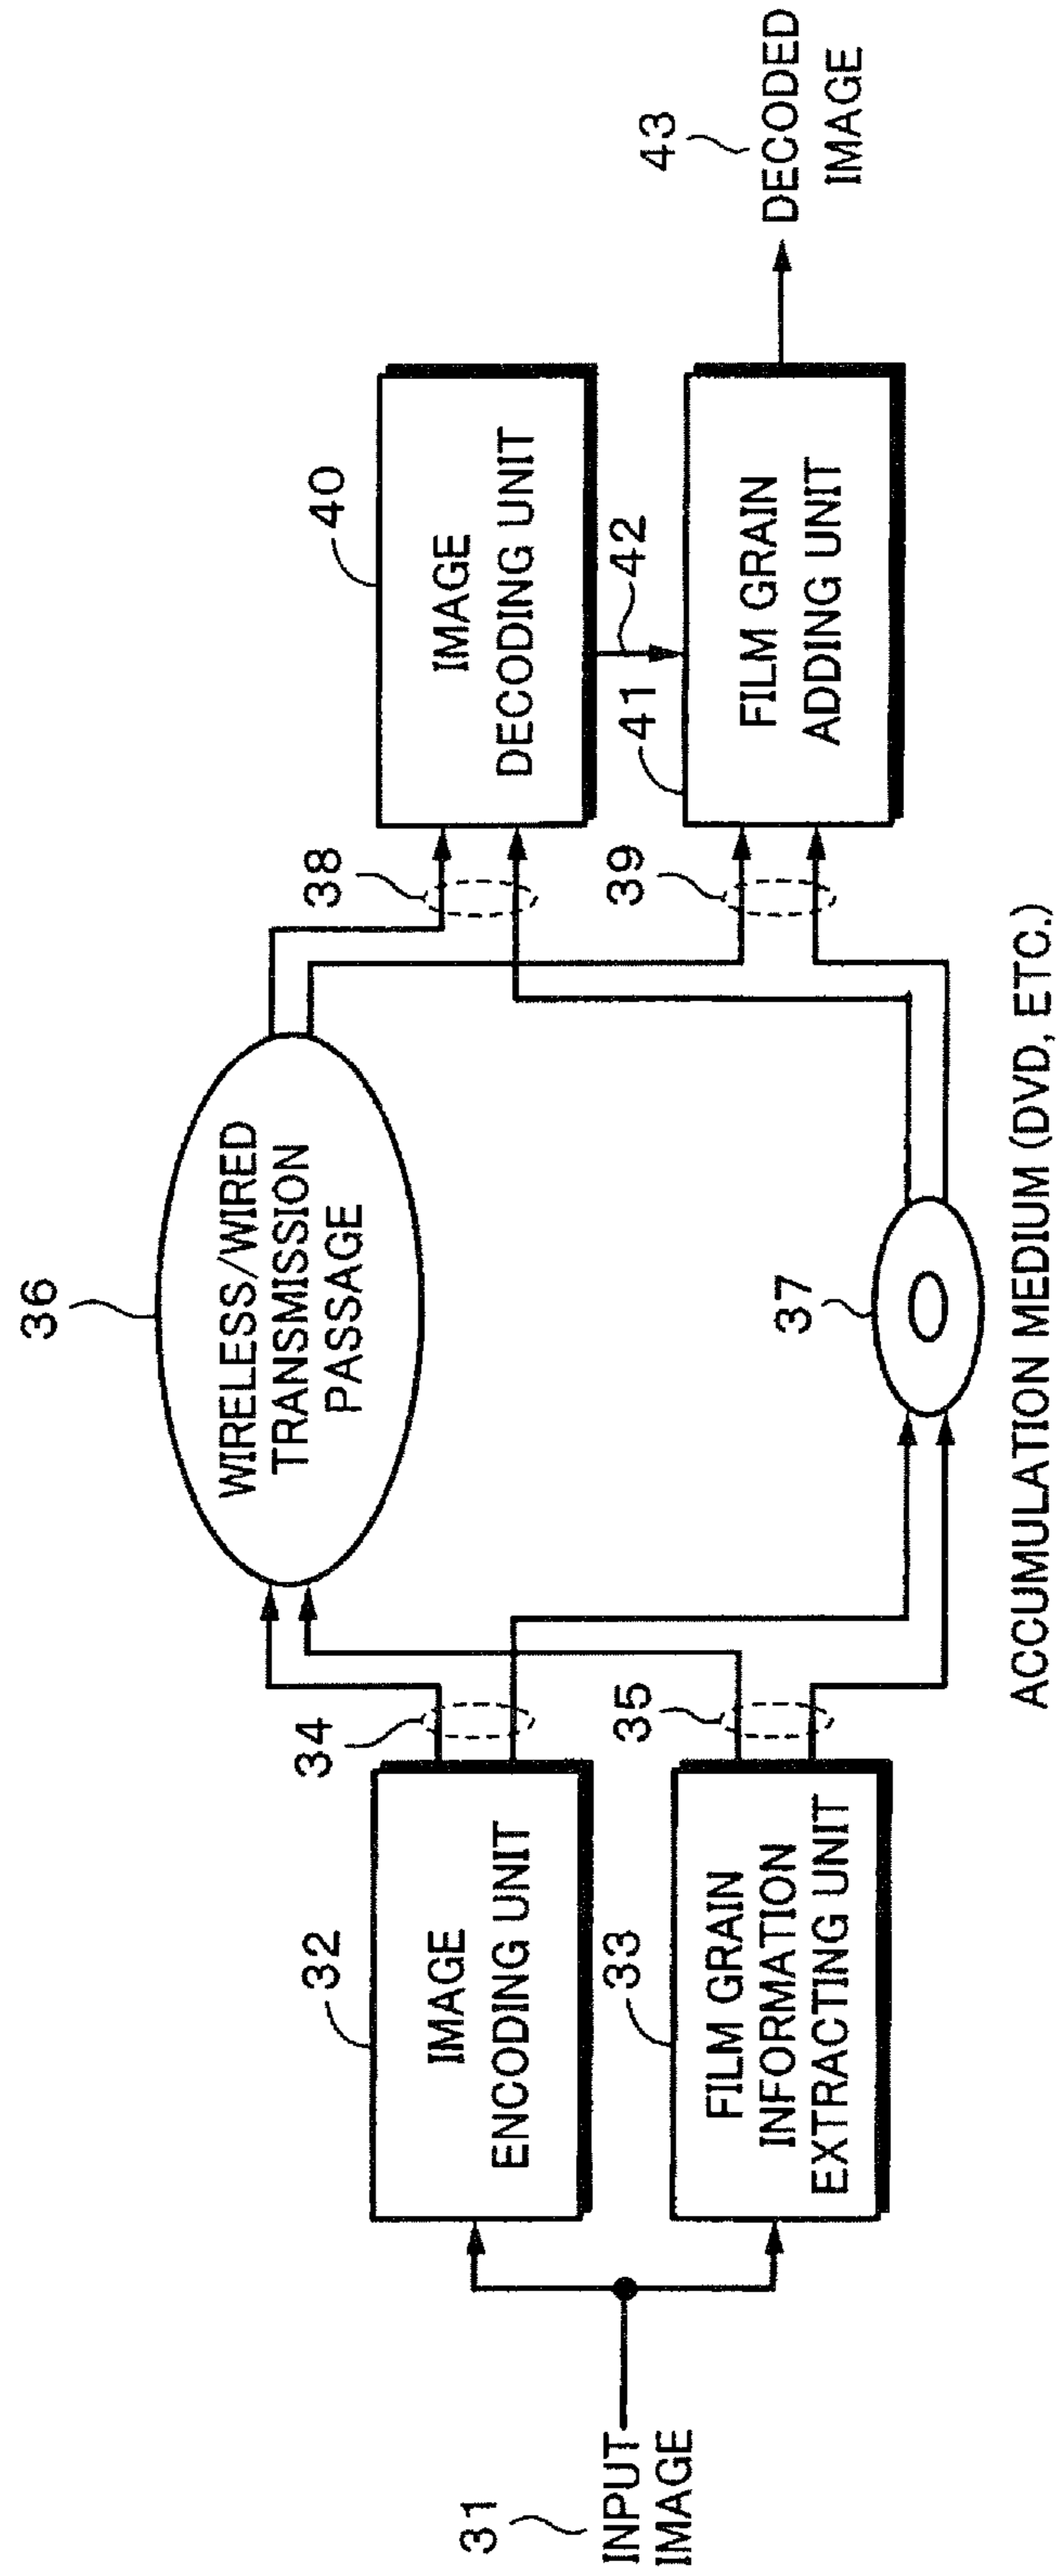 31
INPUT
IMAGE
32
IMAGE
ENCODING UNIT
33
FILM GRAIN
INFORMATION
EXTRACTING UNIT
34
35
36
WIRELESS/WIRED
TRANSMISSION
PASSAGE
37
ACCUMULATION MEDIUM (DVD, ETC.)
38
39
40
IMAGE
DECODING UNIT
42
41
FILM GRAIN
ADDING UNIT
43
DECODED
IMAGE